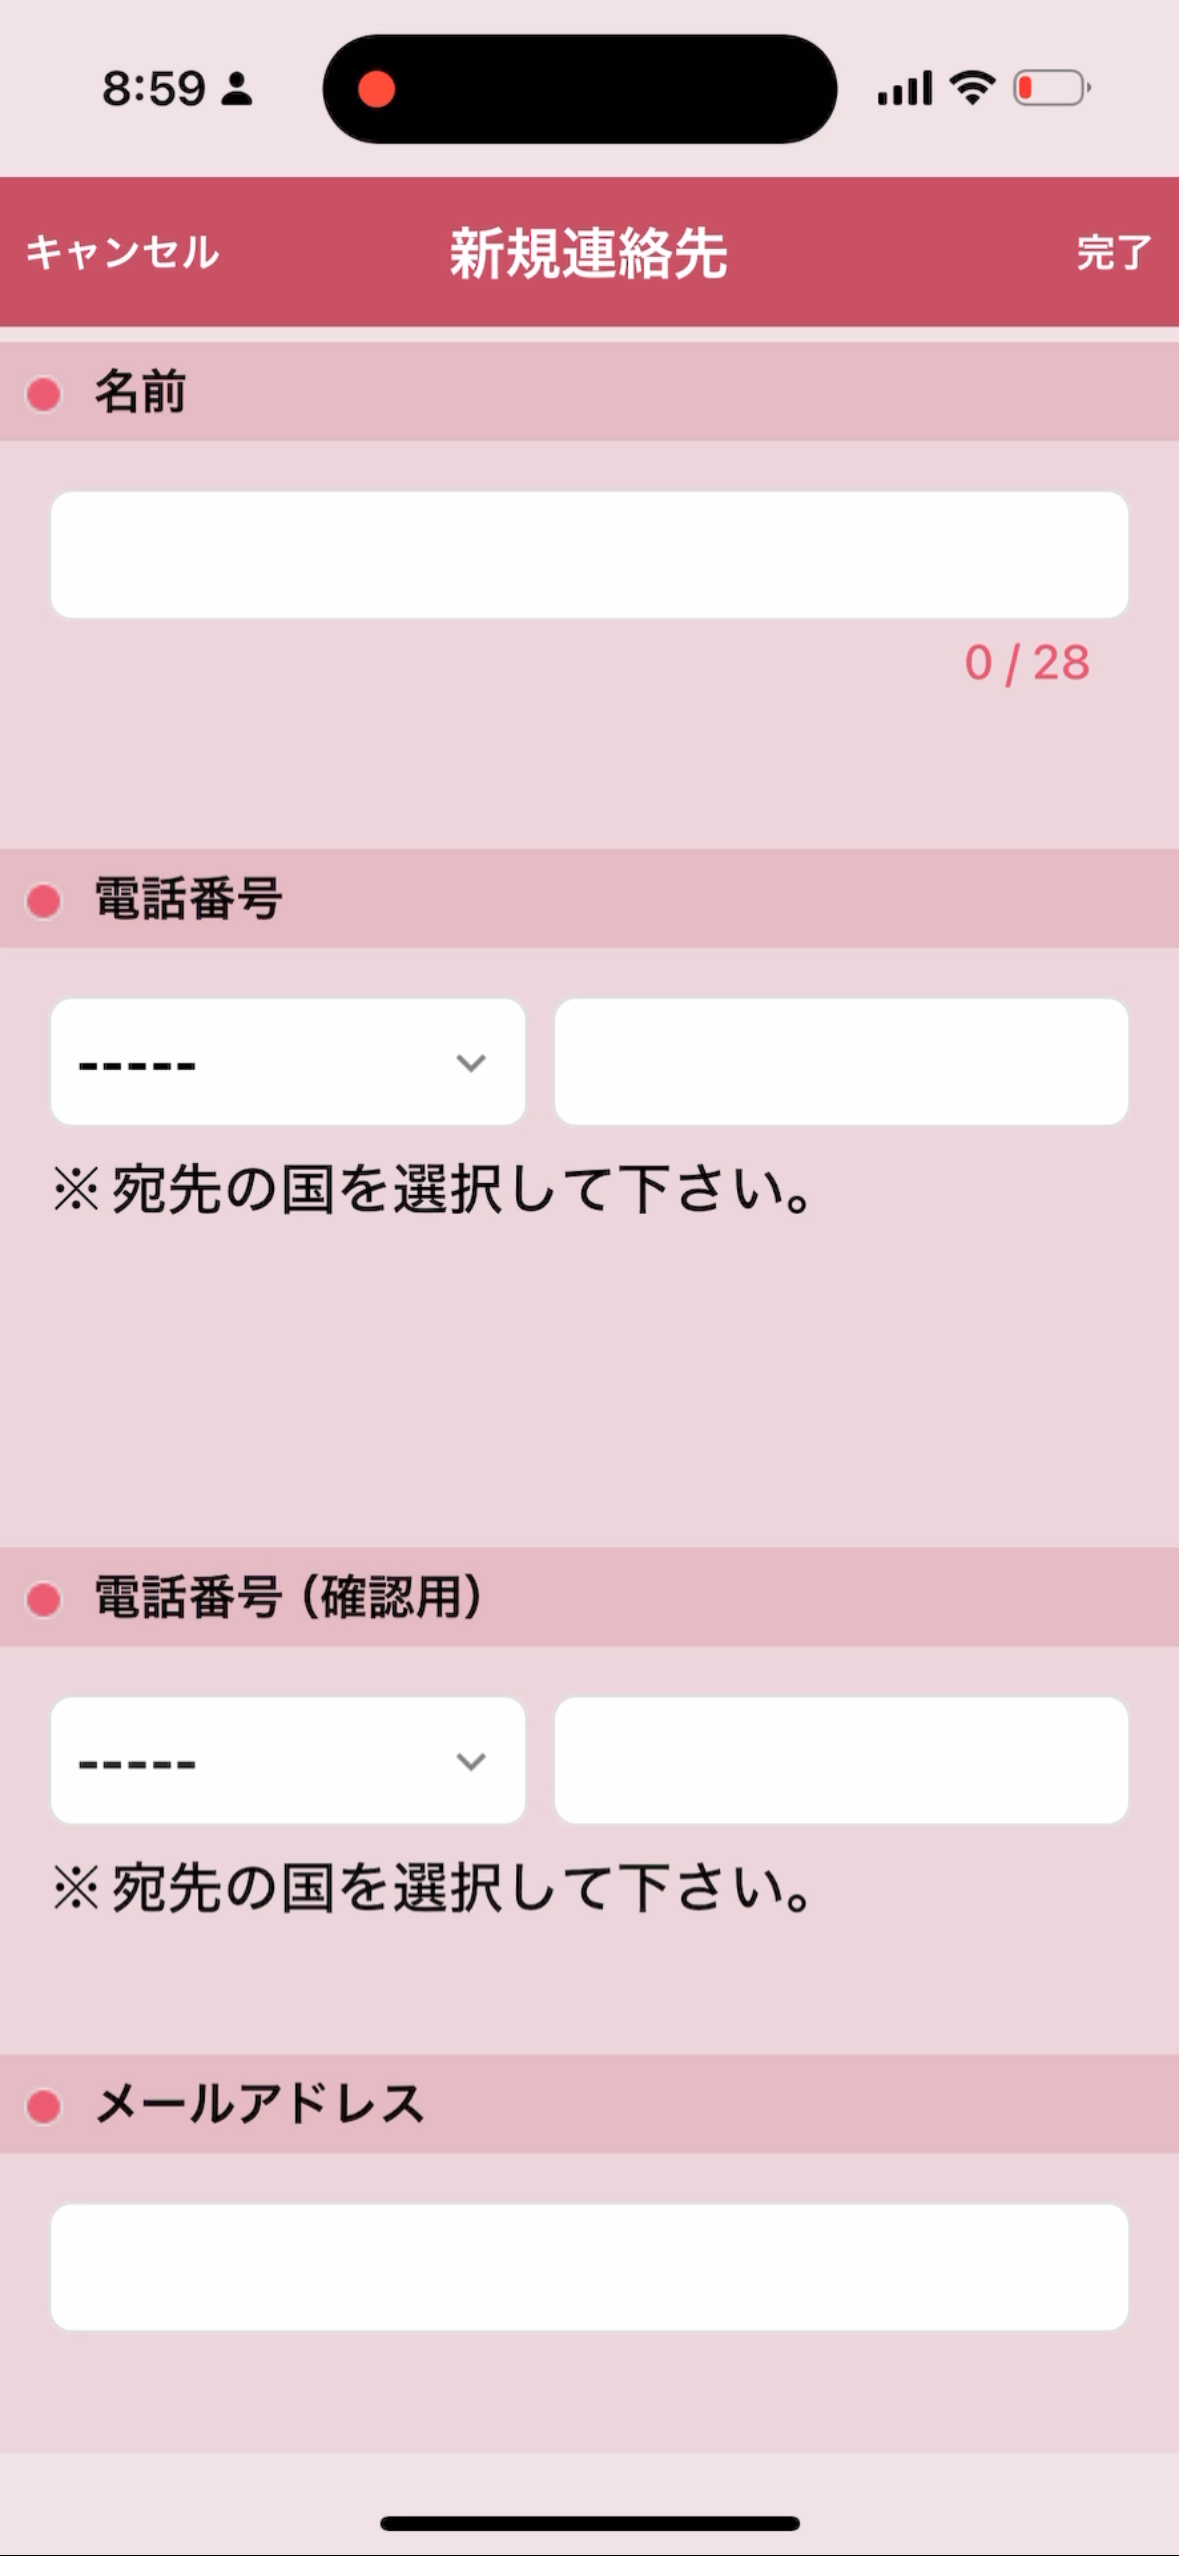 8:59
キャンセル 新規連絡先 完了
名前
0 / 28
電話番号
-----
※ 宛先の国を選択して下さい。
電話番号（確認用）
-----
※ 宛先の国を選択して下さい。
メールアドレス